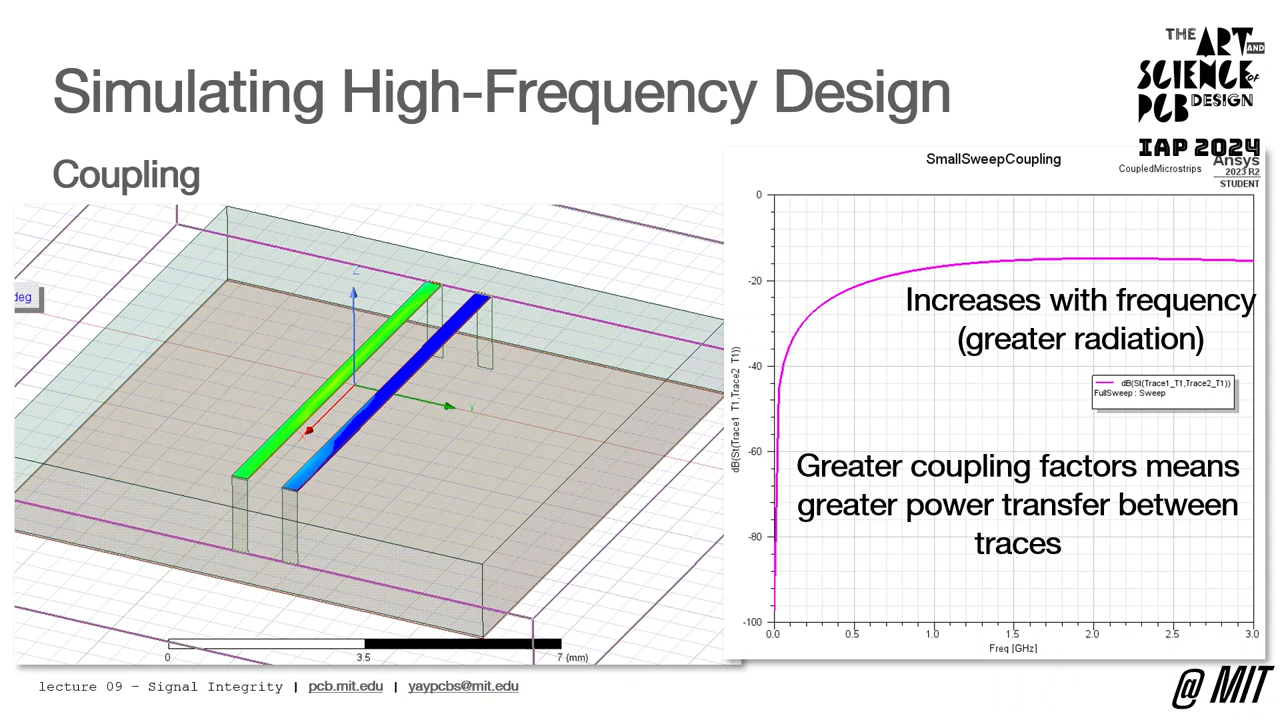 Simulating High-Frequency Design
THE ART AND
SCIENCE OF
PCB DESIGN
IAP 2024
Coupling
SmallSweepCoupling
CoupledMicrostrips
Ansys
2023 R2
STUDENT
deg
Z
X
Y
0
3.5
7 (mm)
0
-20
-40
-60
-80
-100
dB(St(Trace1_T1,Trace2_T1))
Increases with frequency
(greater radiation)
dB(St(Trace1_T1,Trace2_T1))
FullSweep : Sweep
Greater coupling factors means
greater power transfer between
traces
0.0
0.5
1.0
1.5
2.0
2.5
3.0
Freq [GHz]
lecture 09 – Signal Integrity | pcb.mit.edu | yaypcbs@mit.edu
@ MIT